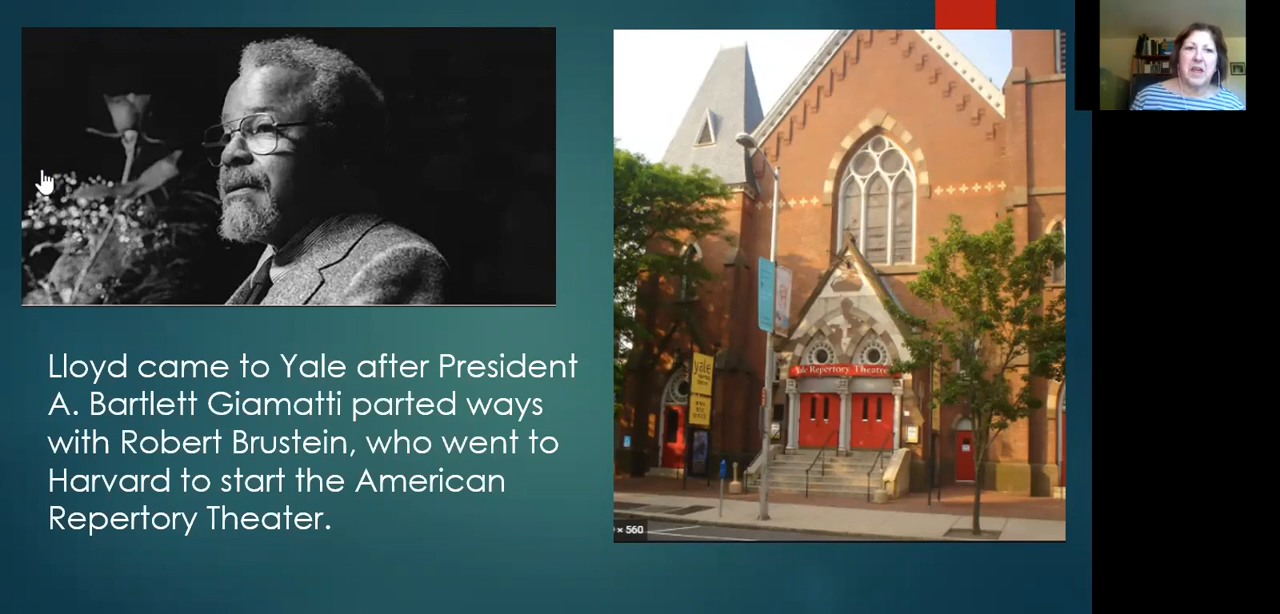 Lloyd came to Yale after President
A. Bartlett Giamatti parted ways
with Robert Brustein, who went to
Harvard to start the American
Repertory Theater.
Yale Repertory Theatre
yale
× 560